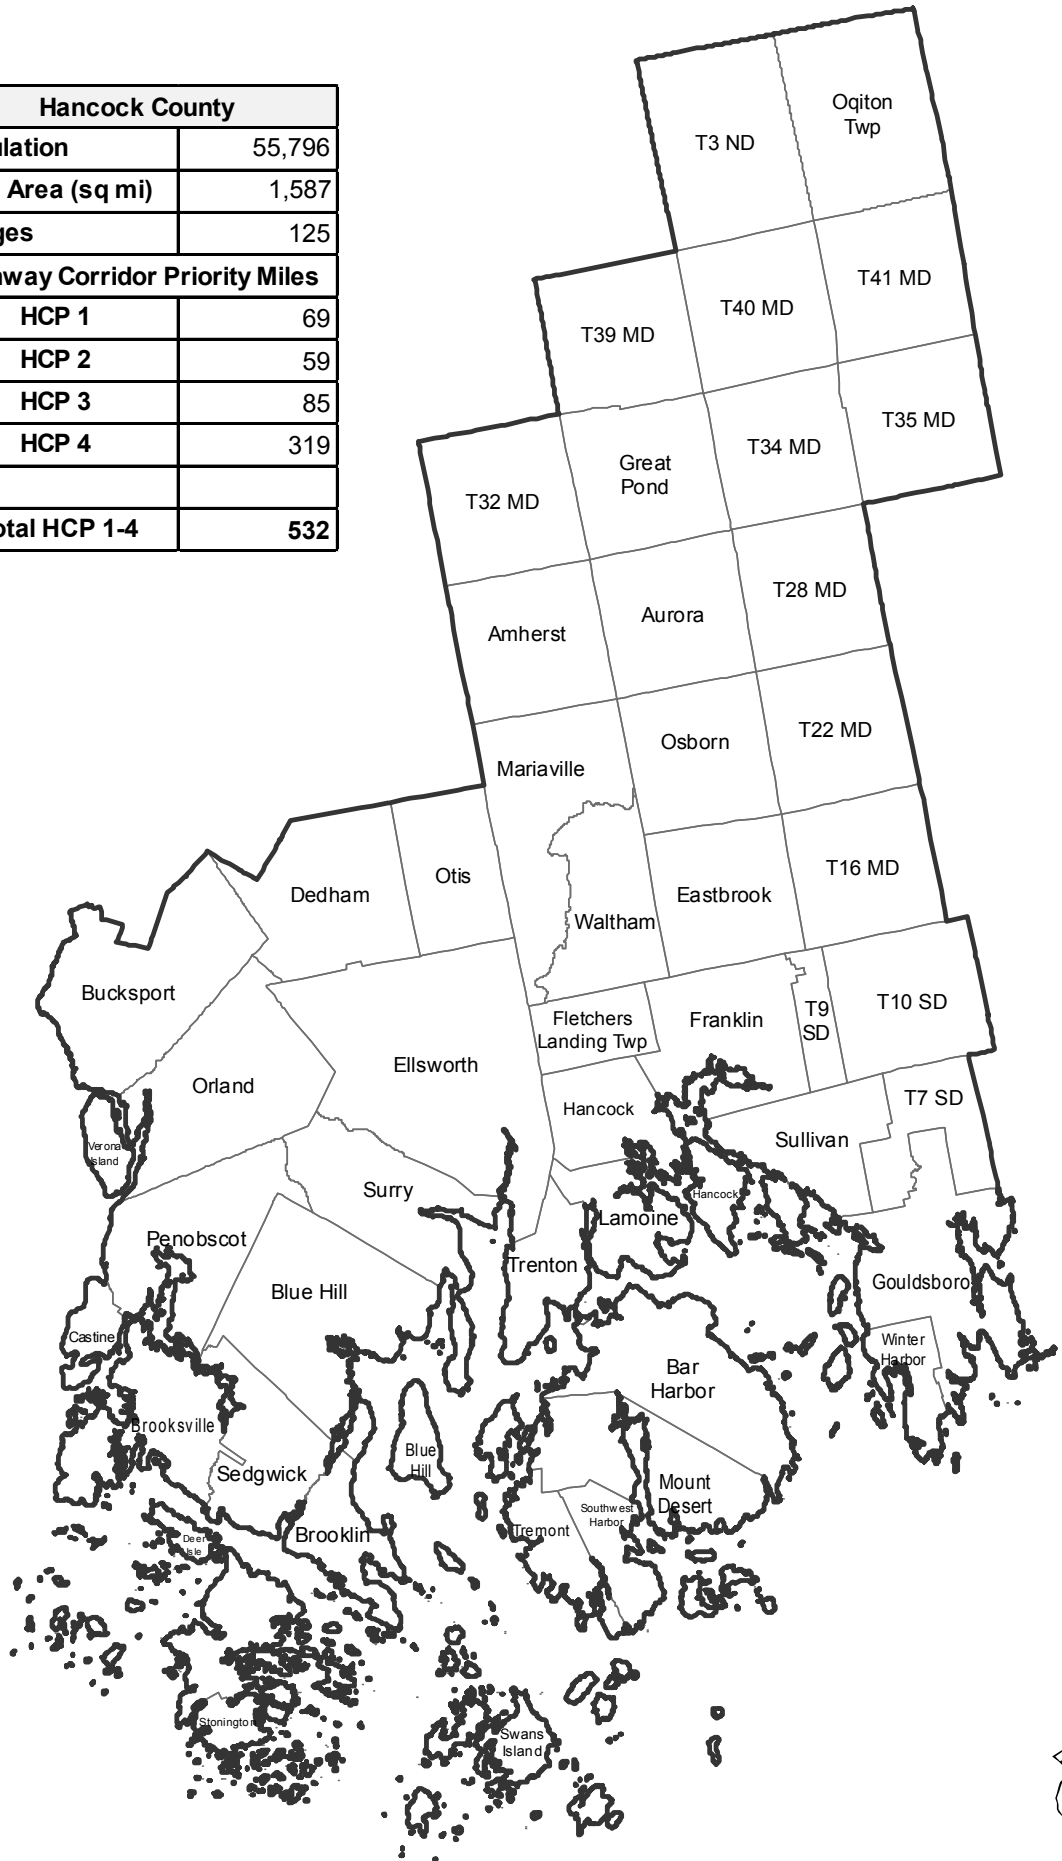 Hancock County
ulation 55,796
Area (sq mi) 1,587
ges 125
hway Corridor Priority Miles
HCP 1 69
HCP 2 59
HCP 3 85
HCP 4 319
otal HCP 1-4 532
T3 ND
Oqiton
Twp
T39 MD
T40 MD
T41 MD
T32 MD
Great
Pond
T34 MD
T35 MD
Amherst
Aurora
T28 MD
Mariaville
Osborn
T22 MD
Dedham
Otis
Waltham
Eastbrook
T16 MD
Bucksport
Orland
Ellsworth
Fletchers
Landing Twp
Franklin
T9
SD
T10 SD
Hancock
Sullivan
T7 SD
Verona
Island
Surry
Hancock
Lamoine
Penobscot
Blue Hill
Trenton
Gouldsboro
Castine
Winter
Harbor
Bar
Harbor
Brooksville
Sedgwick
Blue
Hill
Mount
Desert
Southwest
Harbor
Tremont
Deer
Isle
Brooklin
Stonington
Swans
Island